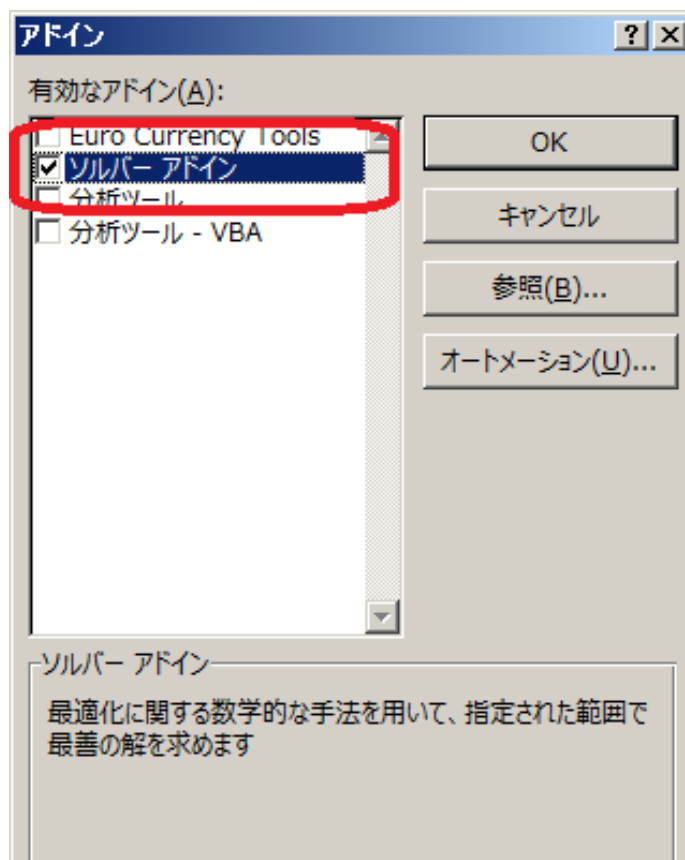 アドイン
有効なアドイン(A):
Euro Currency Tools
ソルバー アドイン
分析ツール
分析ツール - VBA
OK
キャンセル
参照(B)...
オートメーション(U)...
ソルバー アドイン
最適化に関する数学的な手法を用いて、指定された範囲で
最善の解を求めます